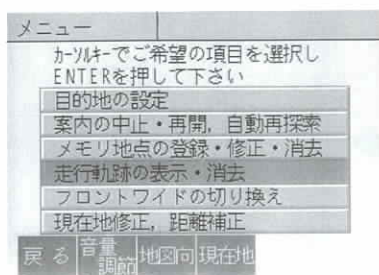 メニュー
カーソルキーでご希望の項目を選択し
ENTERを押して下さい
目的地の設定
案内の中止・再開，自動再探索
メモリ地点の登録・修正・消去
走行軌跡の表示・消去
フロントワイドの切り換え
現在地修正，距離補正
戻る 音量調節 地図向 現在地